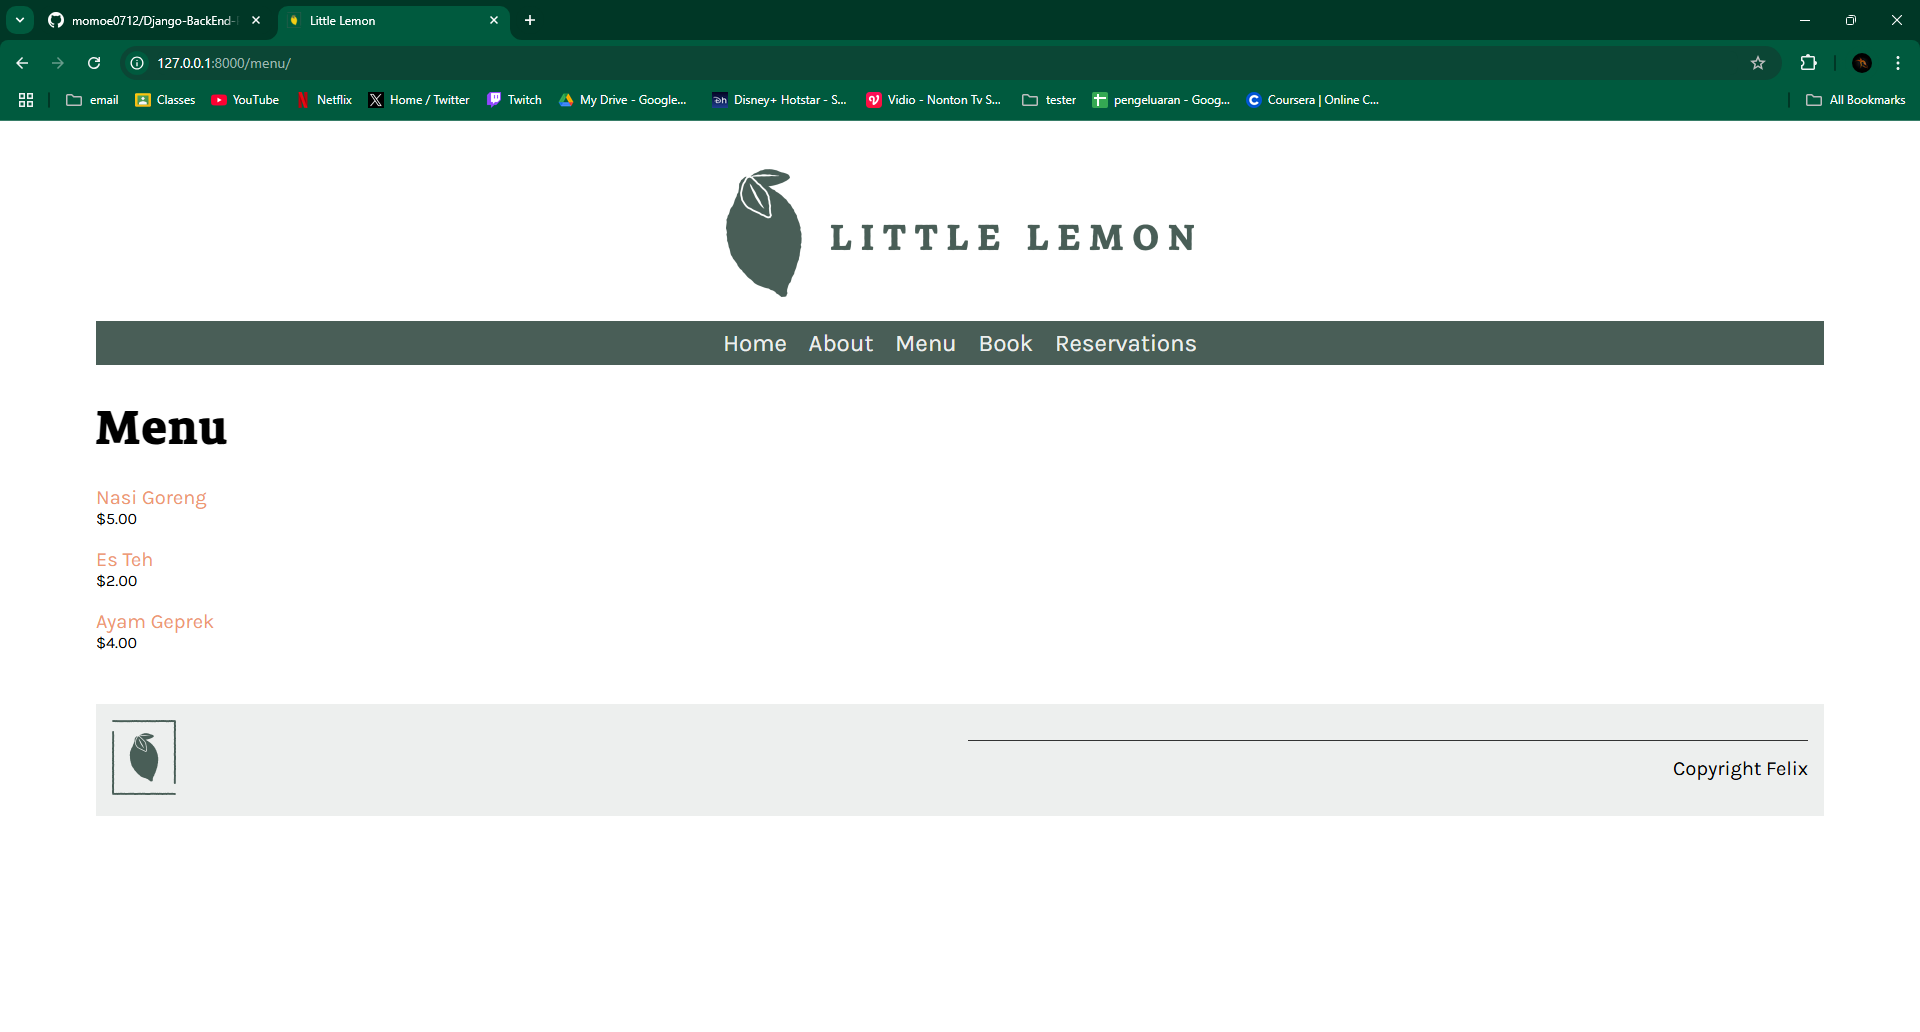 momoe0712/Django-BackEnd-
Little Lemon
127.0.0.1:8000/menu/
email
Classes
YouTube
Netflix
Home / Twitter
Twitch
My Drive - Google...
Disney+ Hotstar - S...
Vidio - Nonton Tv S...
tester
pengeluaran - Goog...
Coursera | Online C...
All Bookmarks
LITTLE LEMON
Home About Menu Book Reservations
Menu
Nasi Goreng
$5.00
Es Teh
$2.00
Ayam Geprek
$4.00
Copyright Felix